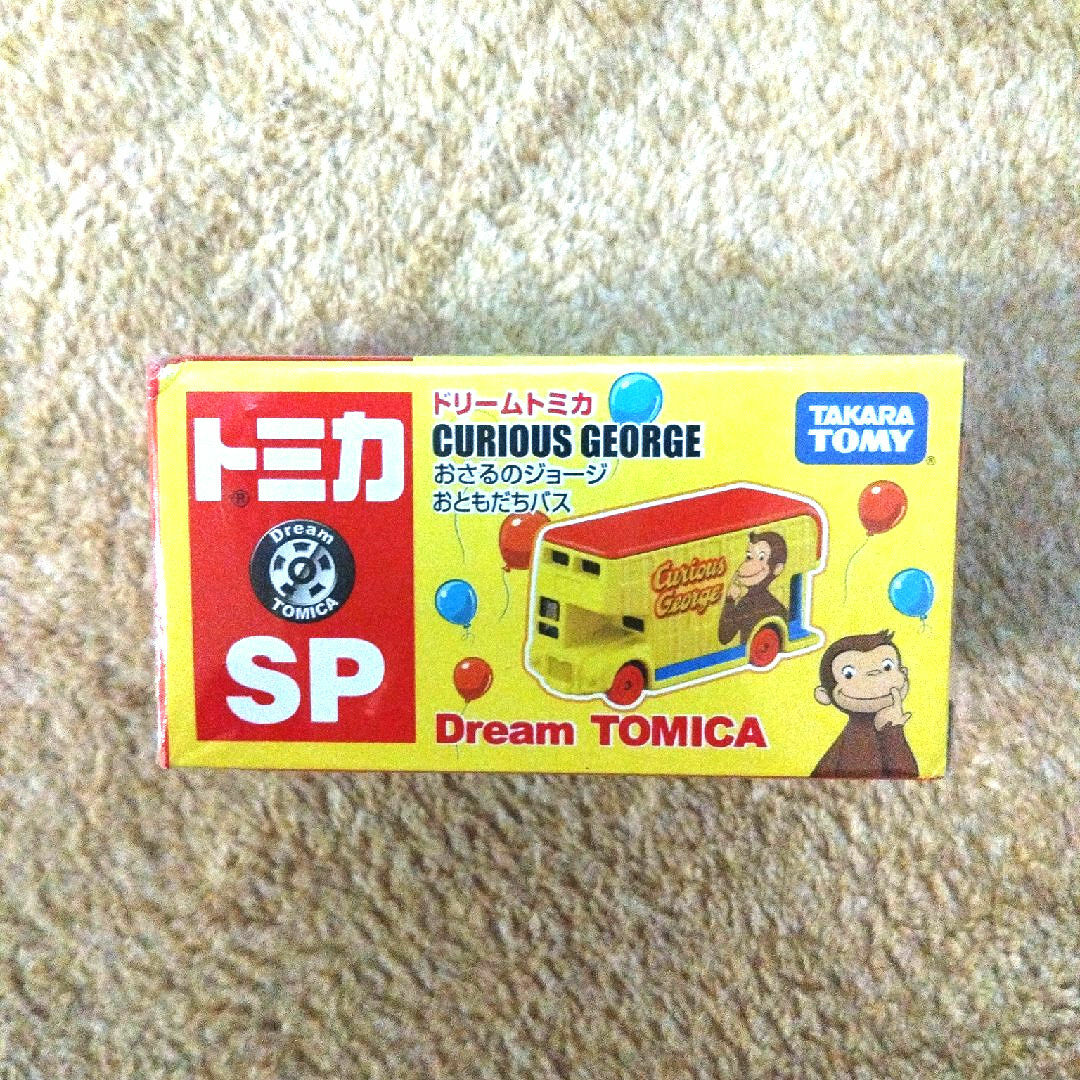 トミカ
®
Dream
TOMICA
SP
ドリームトミカ
CURIOUS GEORGE
おさるのジョージ
おともだちバス
TAKARA
TOMY
®
Curious
George
Dream TOMICA